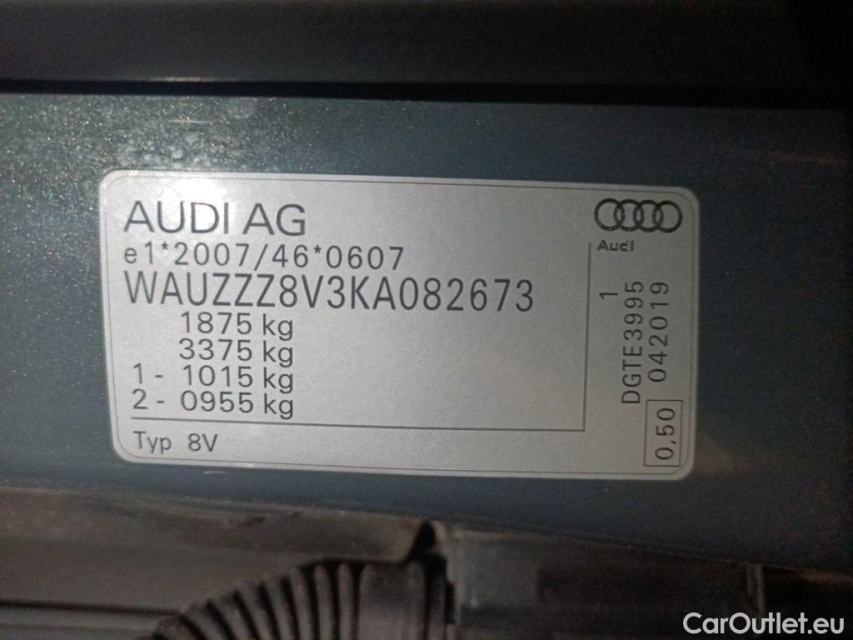 AUDI AG
e1*2007/46*0607
WAUZZZ8V3KA082673
1875 kg
3375 kg
1 - 1015 kg
2 - 0955 kg
Typ 8V
Audi
1
DGTE3995
042019
0,50
CarOutlet.eu